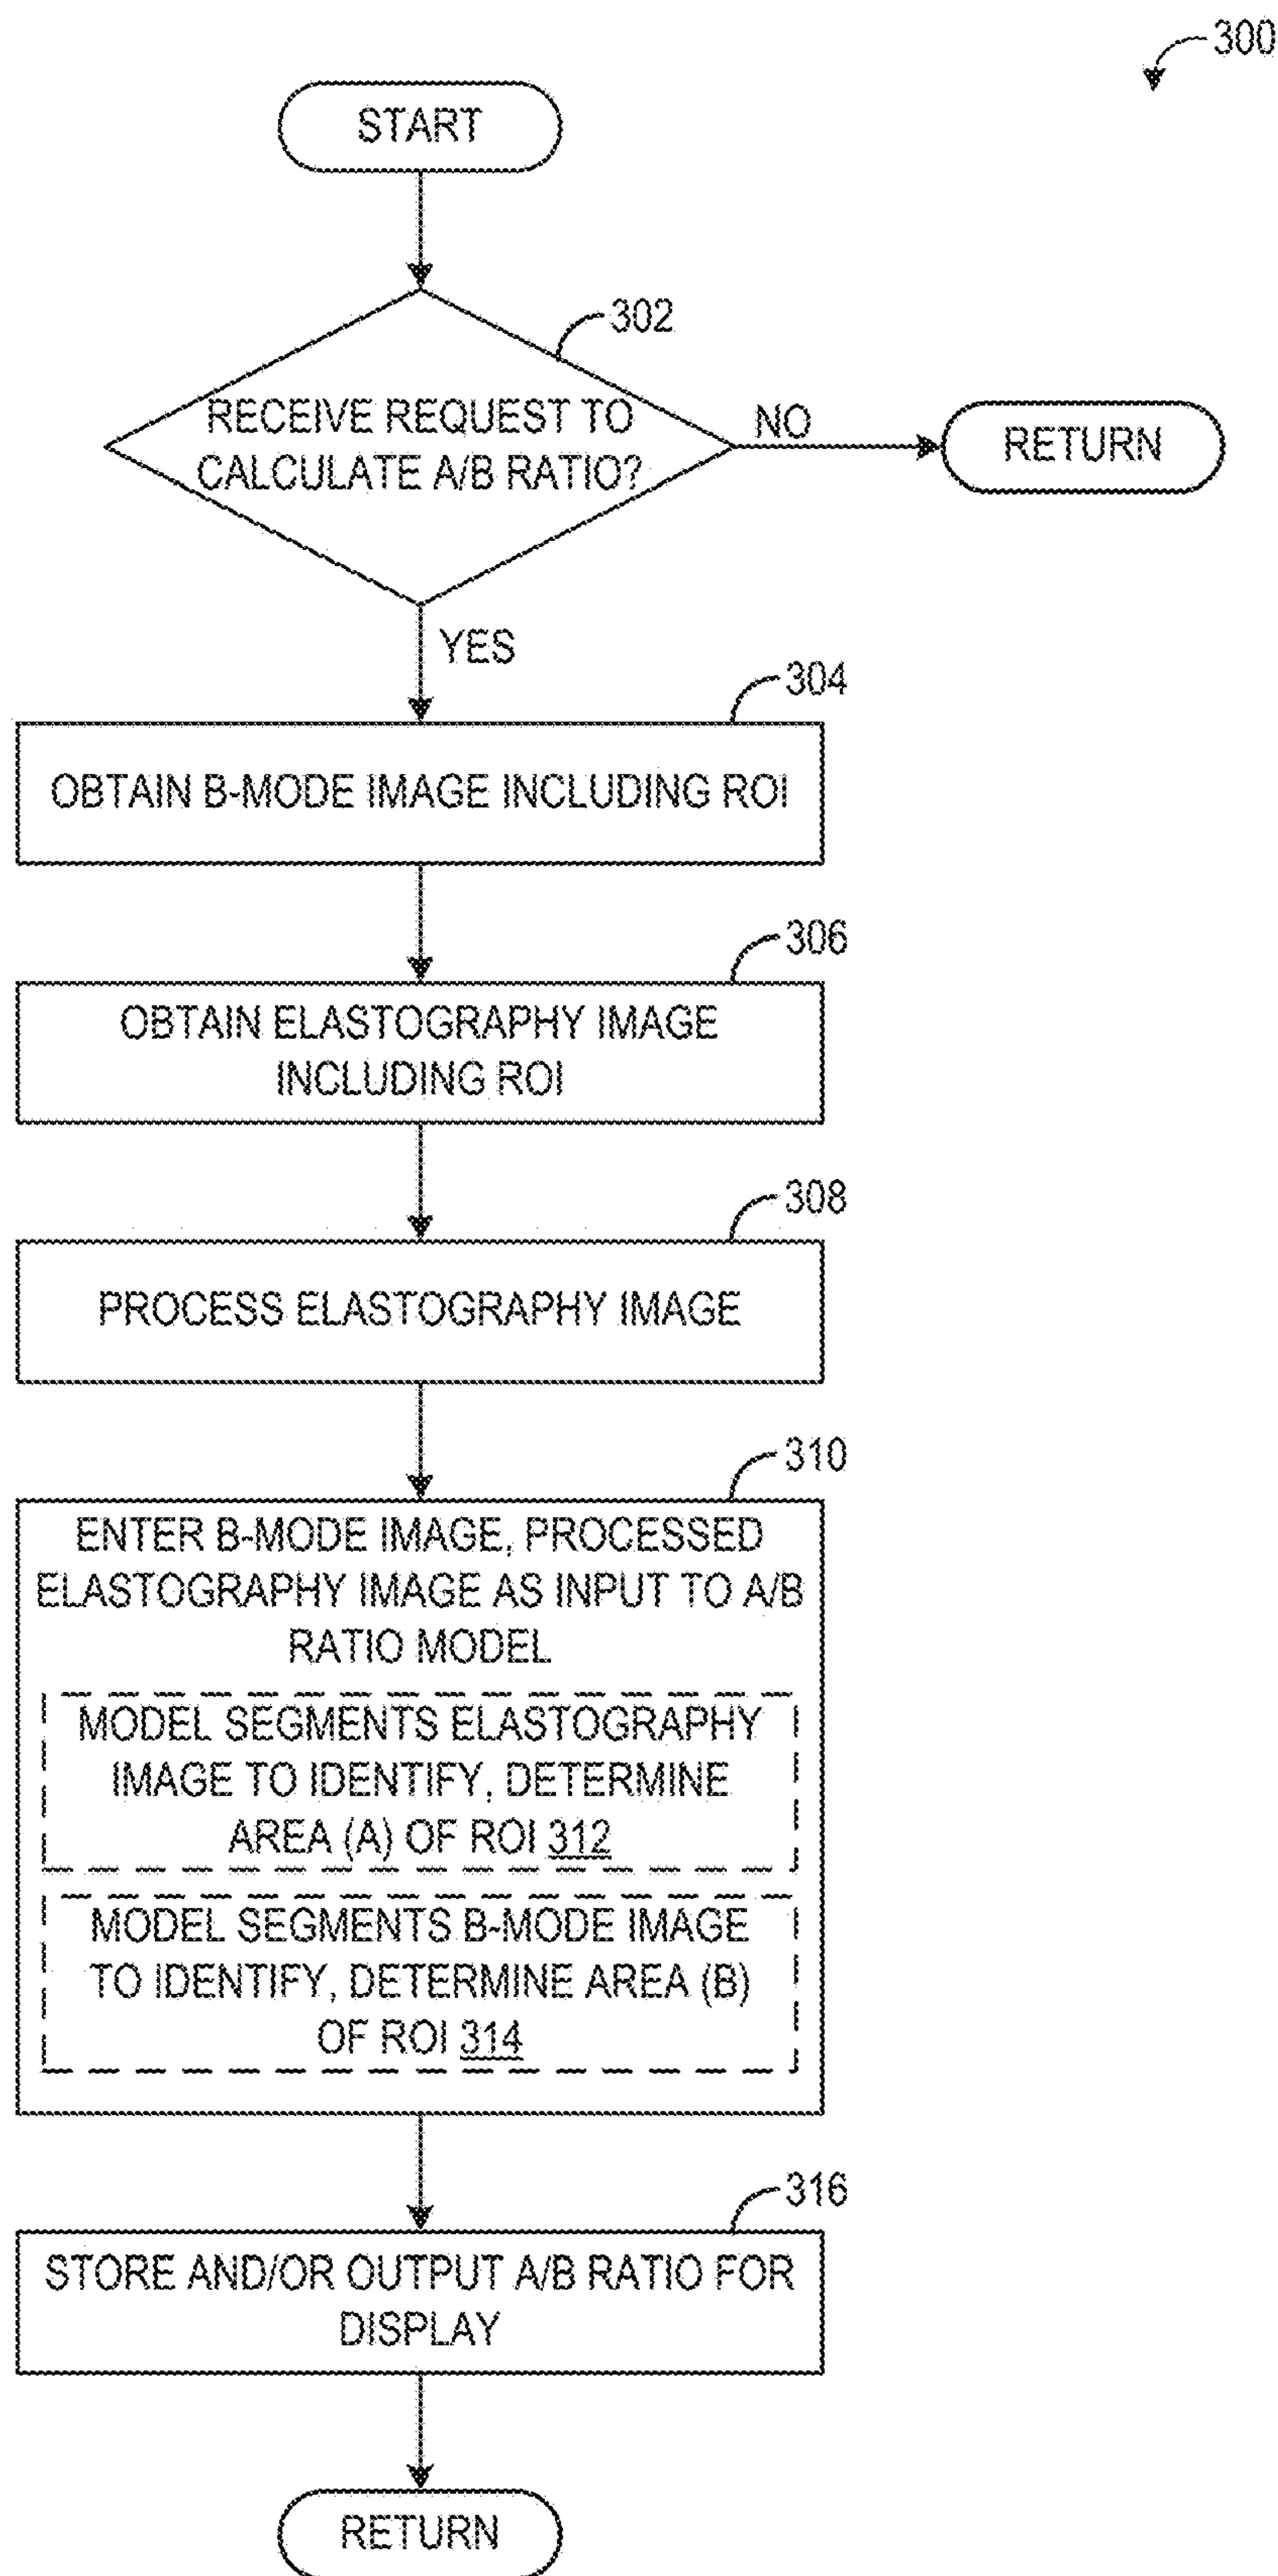 300
START
302
RECEIVE REQUEST TO
CALCULATE A/B RATIO?
NO
RETURN
YES
304
OBTAIN B-MODE IMAGE INCLUDING ROI
306
OBTAIN ELASTOGRAPHY IMAGE
INCLUDING ROI
308
PROCESS ELASTOGRAPHY IMAGE
310
ENTER B-MODE IMAGE, PROCESSED
ELASTOGRAPHY IMAGE AS INPUT TO A/B
RATIO MODEL
MODEL SEGMENTS ELASTOGRAPHY
IMAGE TO IDENTIFY, DETERMINE
AREA (A) OF ROI 312
MODEL SEGMENTS B-MODE IMAGE
TO IDENTIFY, DETERMINE AREA (B)
OF ROI 314
316
STORE AND/OR OUTPUT A/B RATIO FOR
DISPLAY
RETURN